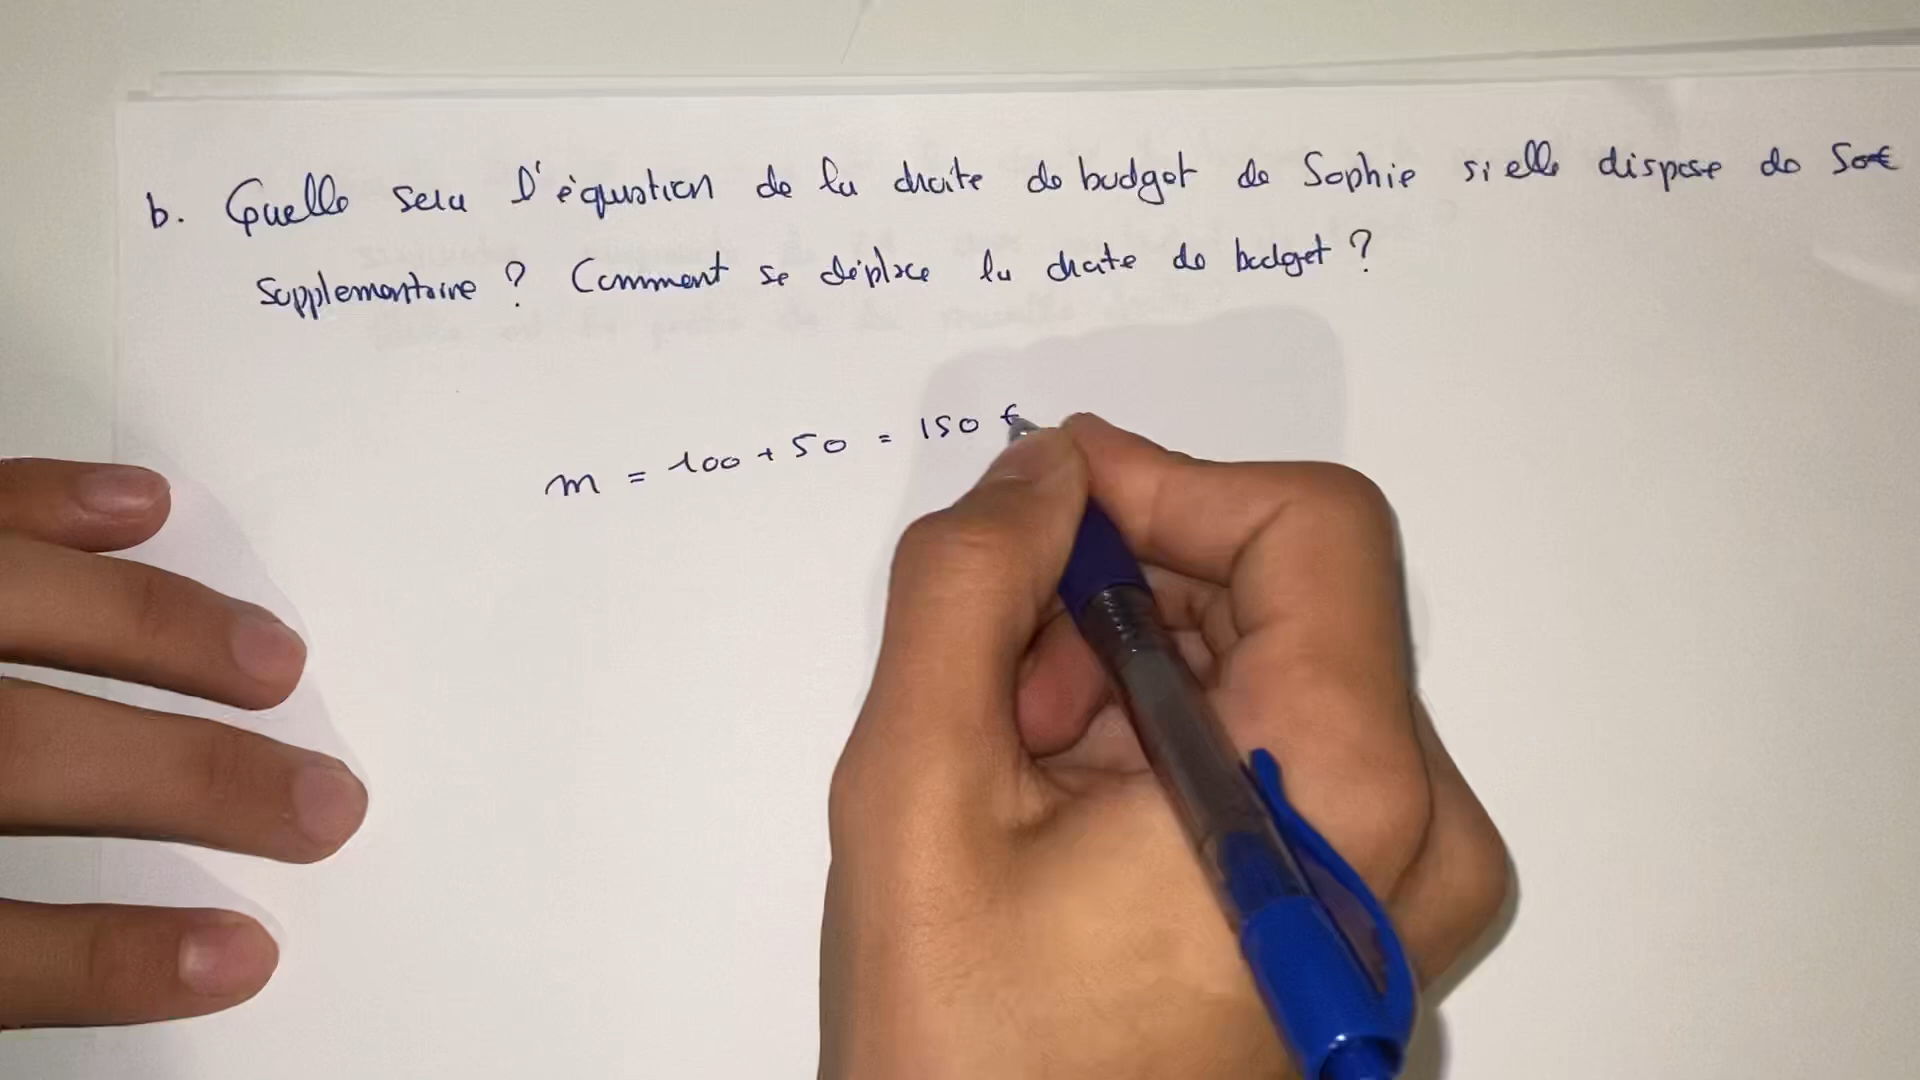 b. Quelle sera l'équation de la droite de budget de Sophie si elle dispose de 50€
supplementaire ? Comment se déplace la droite de budget ?
m = 100 + 50 = 150 €